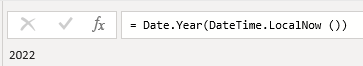 fx = Date.Year(DateTime.LocalNow ())
2022